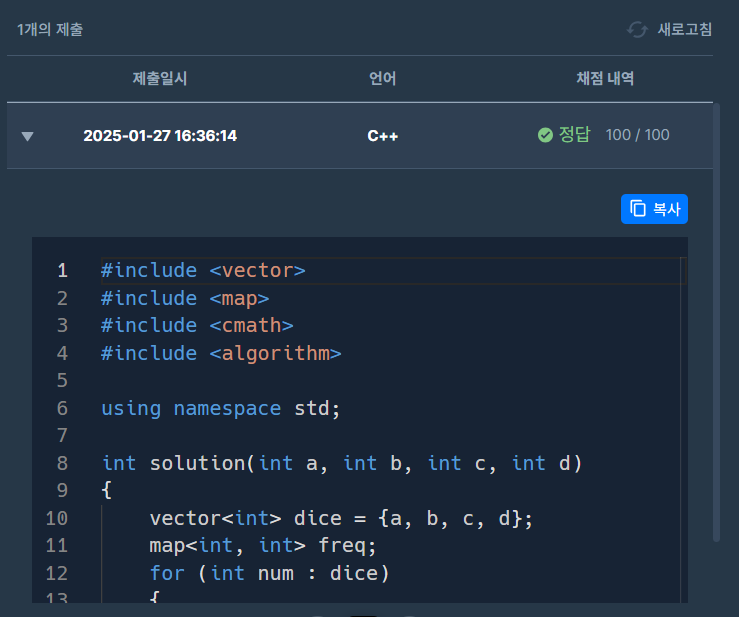 1개의 제출 새로고침
제출일시 언어 채점 내역
▼ 2025-01-27 16:36:14 C++ 정답 100 / 100
복사
1 #include <vector>
2 #include <map>
3 #include <cmath>
4 #include <algorithm>
5
6 using namespace std;
7
8 int solution(int a, int b, int c, int d)
9 {
10     vector<int> dice = {a, b, c, d};
11     map<int, int> freq;
12     for (int num : dice)
13     {